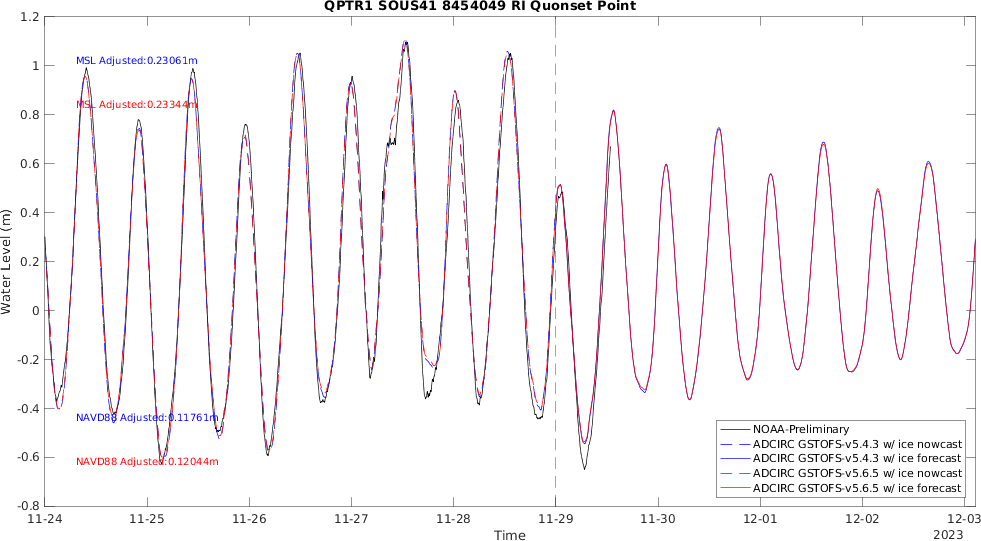 QPTR1 SOUS41 8454049 RI Quonset Point
1.2
1
0.8
0.6
0.4
0.2
0
-0.2
-0.4
-0.6
-0.8
Water Level (m)
MSL Adjusted:0.23061m
MSL Adjusted:0.23344m
NAVD88 Adjusted:0.11761m
NAVD88 Adjusted:0.12044m
NOAA-Preliminary
ADCIRC GSTOFS-v5.4.3 w/ ice nowcast
ADCIRC GSTOFS-v5.4.3 w/ ice forecast
ADCIRC GSTOFS-v5.6.5 w/ ice nowcast
ADCIRC GSTOFS-v5.6.5 w/ ice forecast
11-24 11-25 11-26 11-27 11-28 11-29 11-30 12-01 12-02 12-03
Time
2023